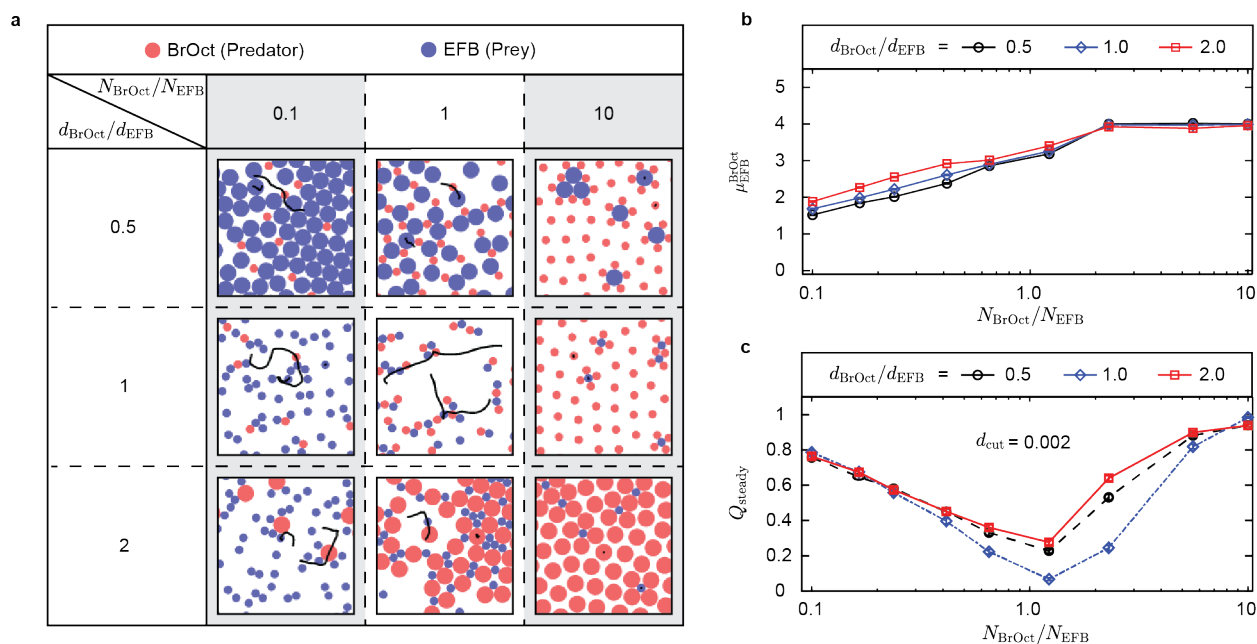 a
BrOct (Predator)
EFB (Prey)
N_BrOct/N_EFB
d_BrOct/d_EFB
0.1
1
10
0.5
1
2
b
d_BrOct/d_EFB = 0.5 1.0 2.0
5
4
3
2
1
0
μ_EFB^BrOct
0.1 1.0 10
N_BrOct/N_EFB
c
d_BrOct/d_EFB = 0.5 1.0 2.0
d_cut = 0.002
1
0.8
0.6
0.4
0.2
0
Q_steady
0.1 1.0 10
N_BrOct/N_EFB